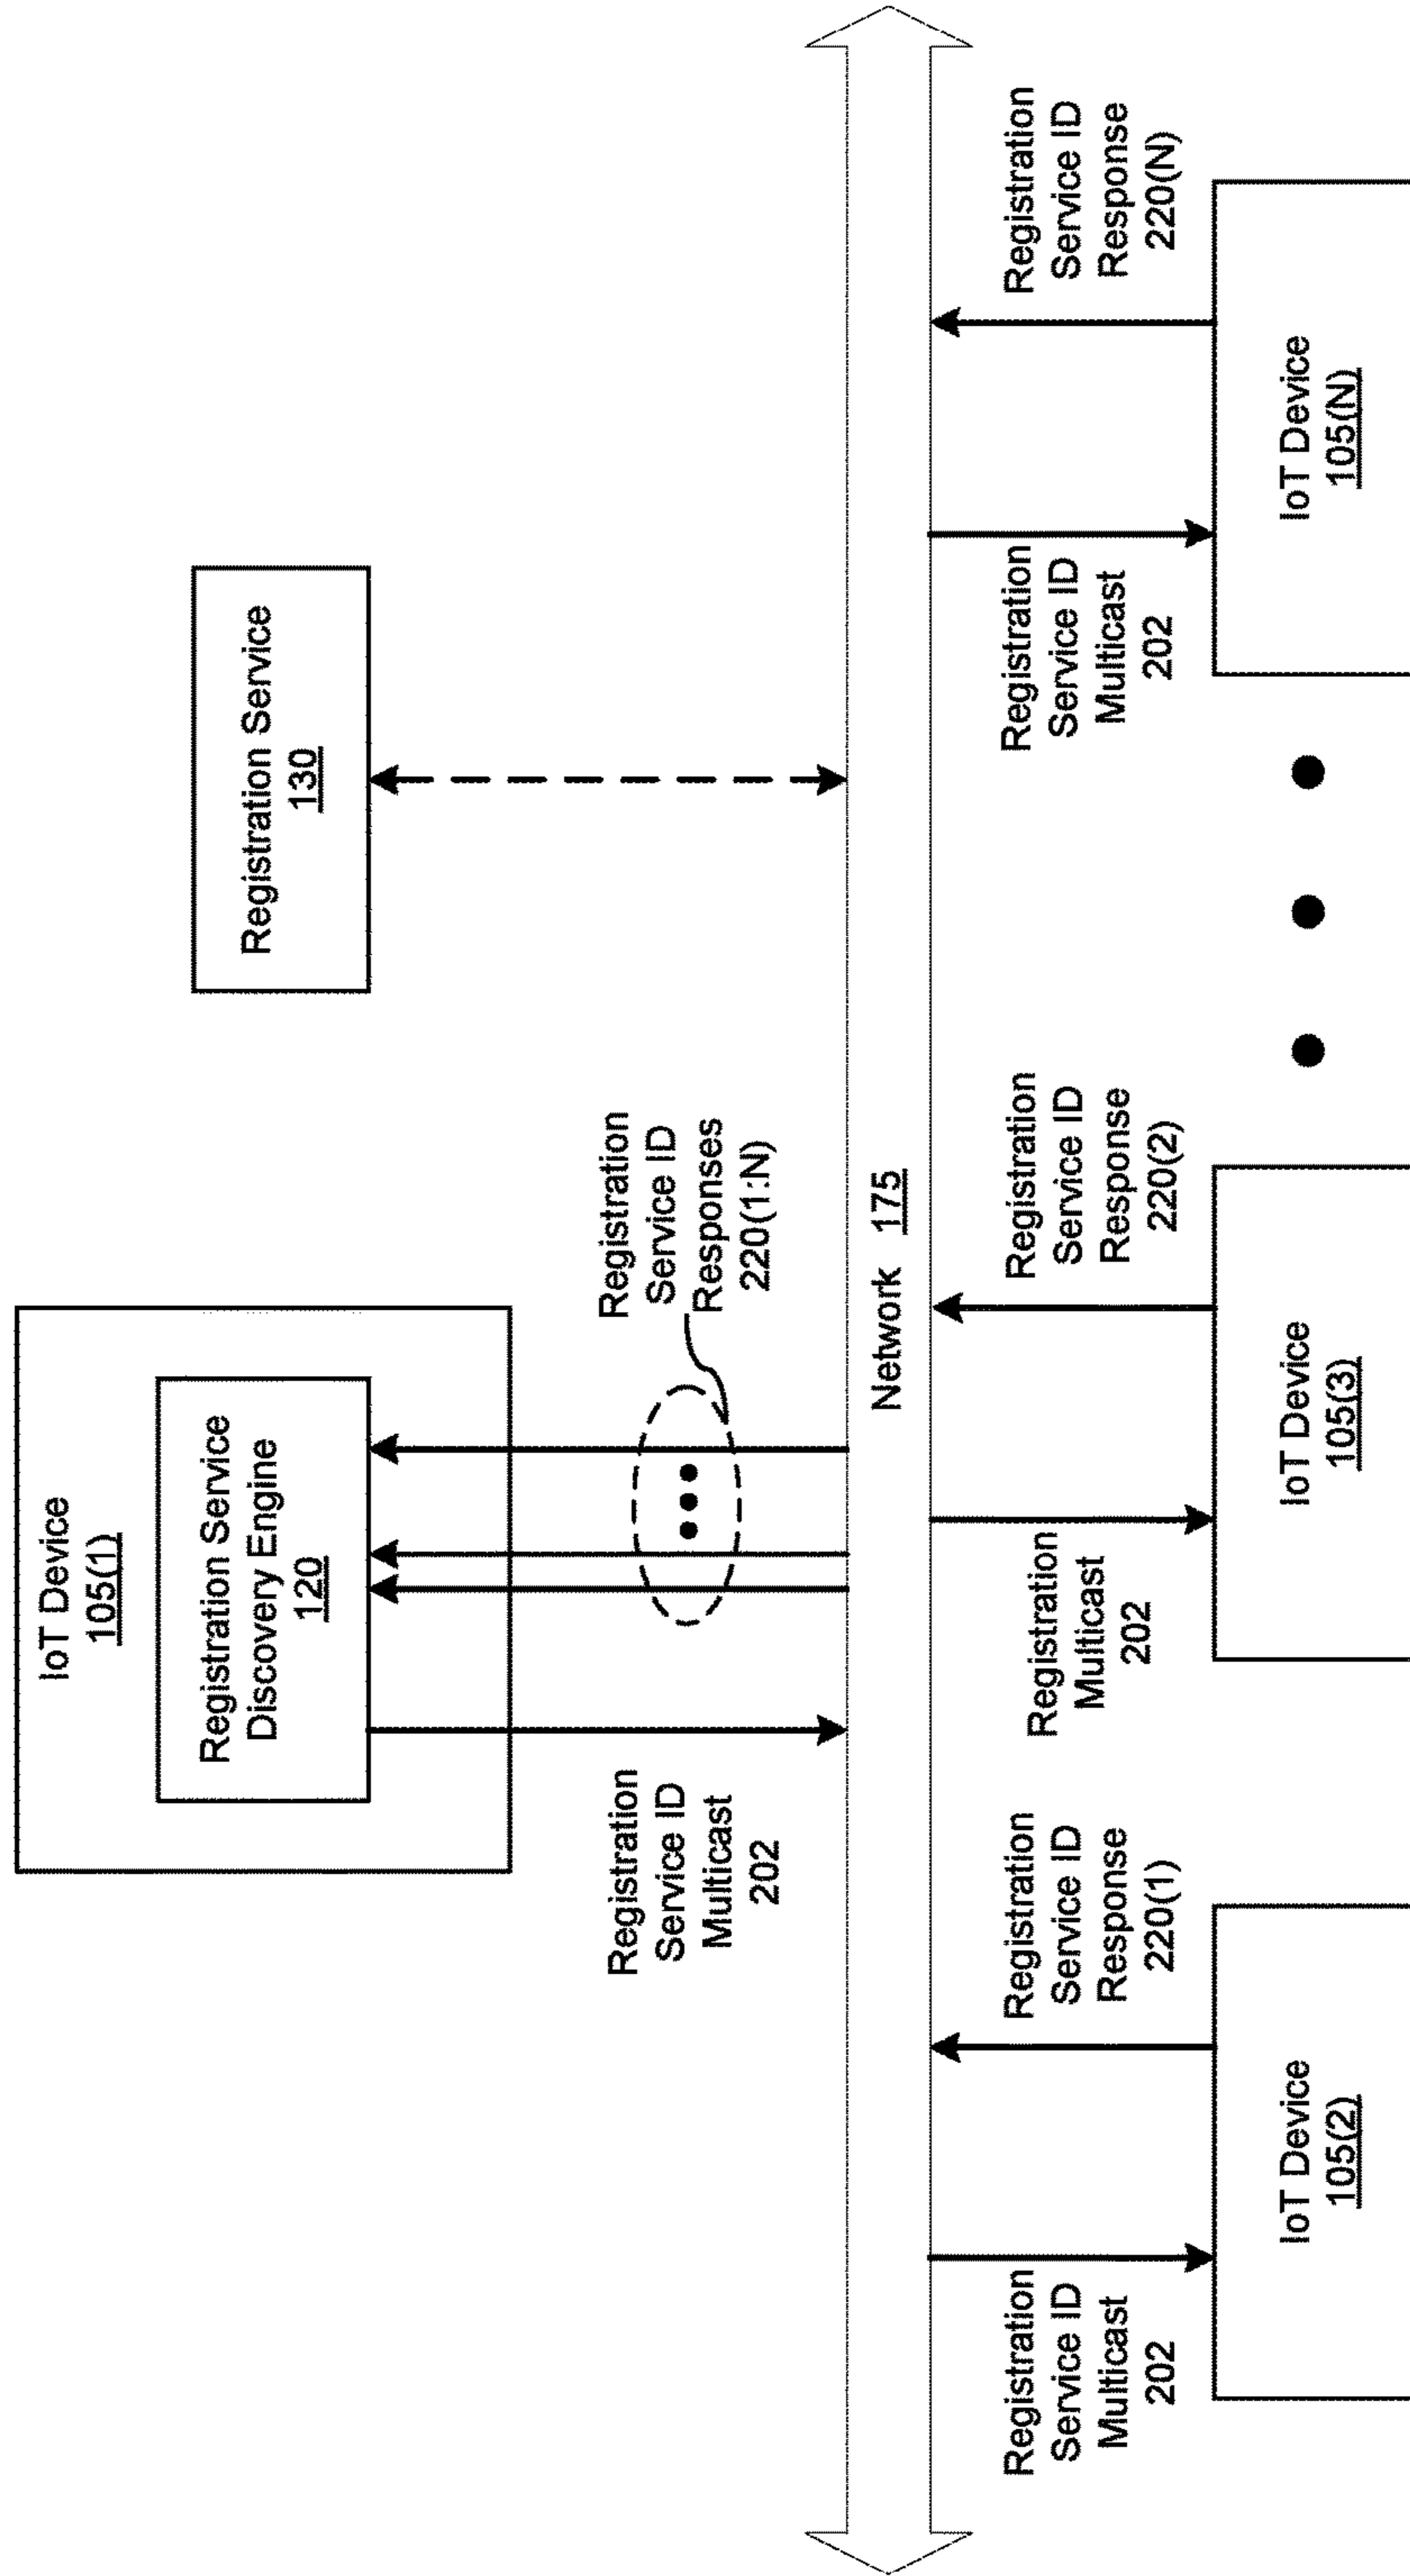 IoT Device
105(1)
Registration Service
Discovery Engine
120
Registration Service
130
Registration
Service ID
Multicast
202
Registration
Service ID
Responses
220(1:N)
Network 175
Registration
Service ID
Multicast
202
Registration
Service ID
Response
220(1)
Registration
Multicast
202
Registration
Service ID
Response
220(2)
Registration
Service ID
Multicast
202
Registration
Service ID
Response
220(N)
IoT Device
105(2)
IoT Device
105(3)
IoT Device
105(N)